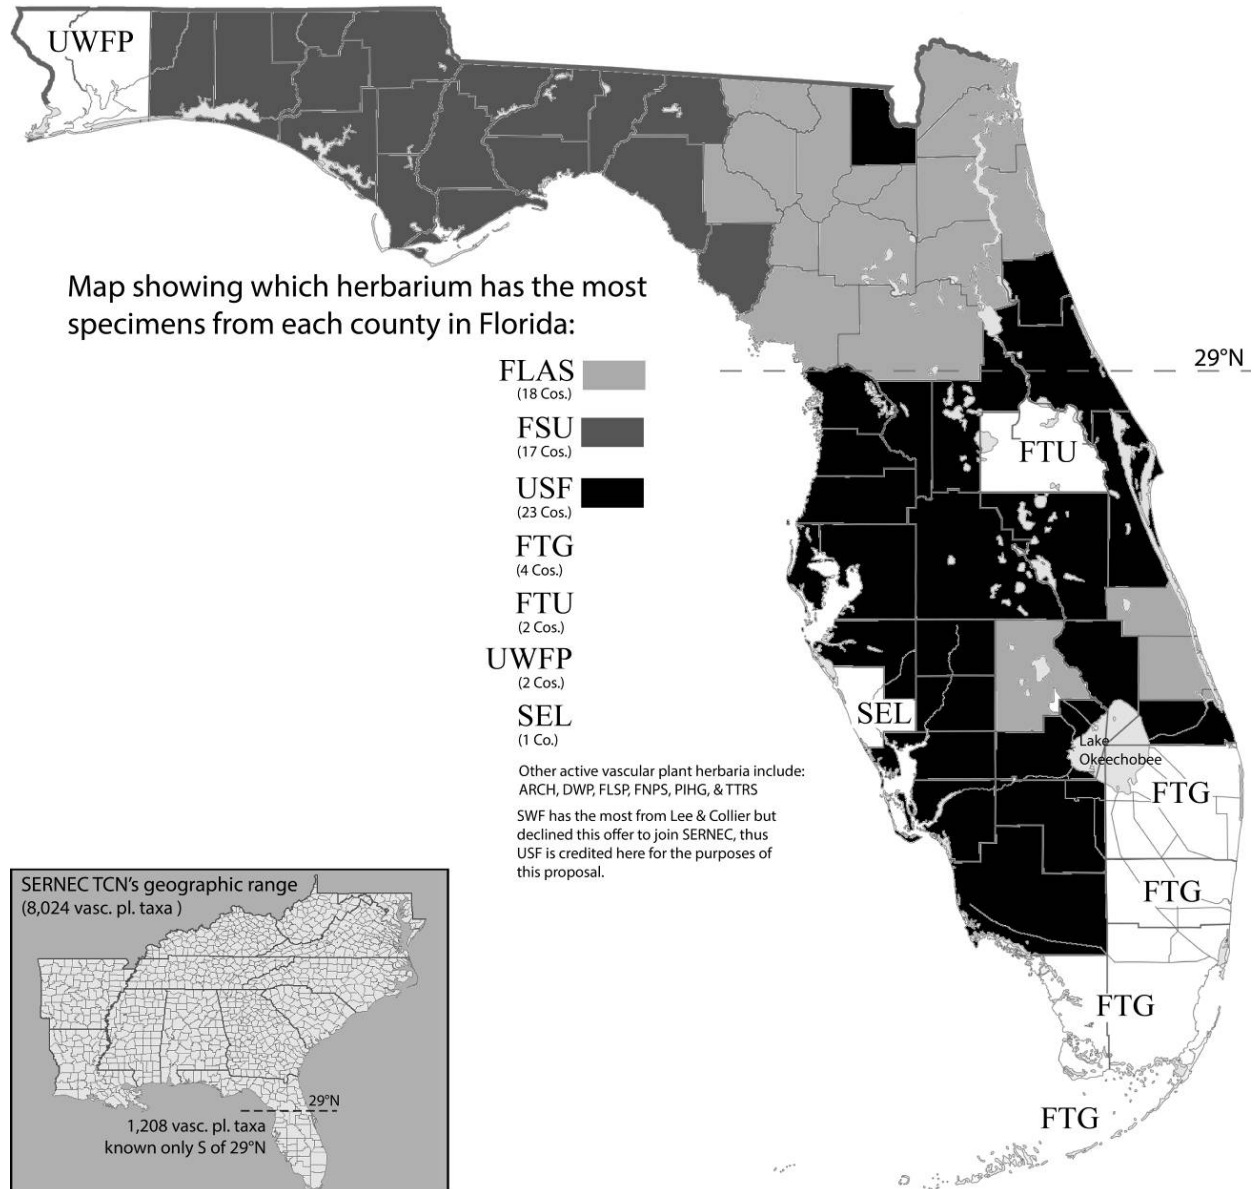 UWFP
Map showing which herbarium has the most
specimens from each county in Florida:
29°N
FLAS
(18 Cos.)
FSU
(17 Cos.)
USF
(23 Cos.)
FTG
(4 Cos.)
FTU
(2 Cos.)
UWFP
(2 Cos.)
SEL
(1 Co.)
Other active vascular plant herbaria include:
ARCH, DWP, FLSP, FNPS, PIHG, & TTRS
SWF has the most from Lee & Collier but
declined this offer to join SERNEC, thus
USF is credited here for the purposes of
this proposal.
FTU
SEL
Lake
Okeechobee
FTG
FTG
FTG
FTG
SERNEC TCN's geographic range
(8,024 vasc. pl. taxa )
29°N
1,208 vasc. pl. taxa
known only S of 29°N